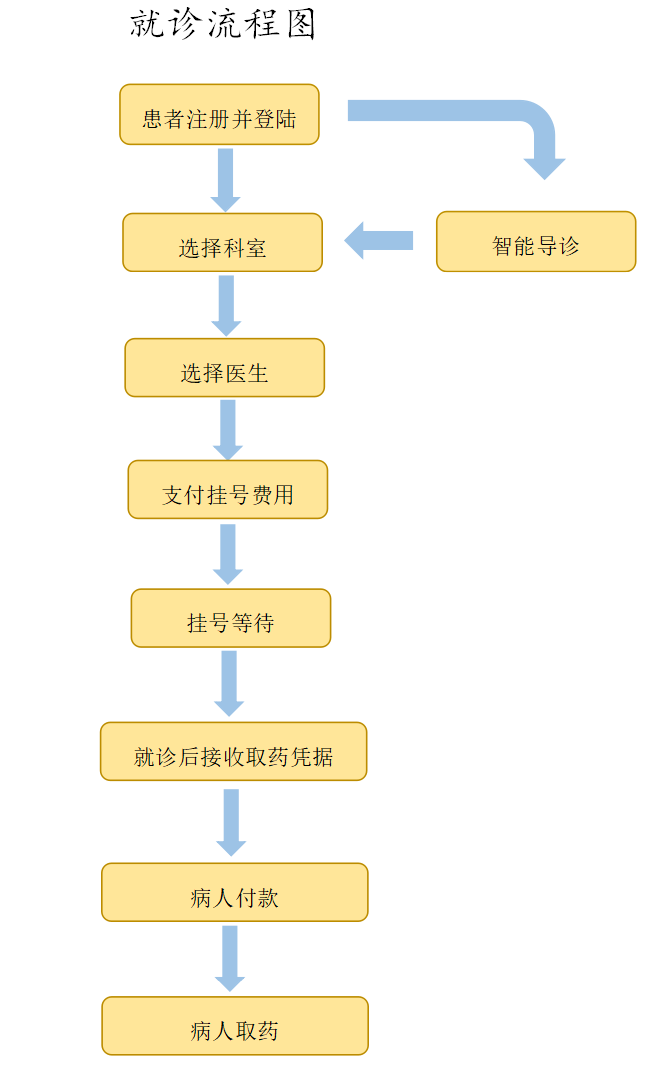 就诊流程图
患者注册并登陆
选择科室
智能导诊
选择医生
支付挂号费用
挂号等待
就诊后接收取药凭据
病人付款
病人取药